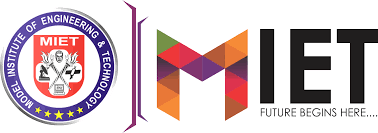 MODEL INSTITUTE OF ENGINEERING & TECHNOLOGY
MIET
MIET
FUTURE BEGINS HERE....